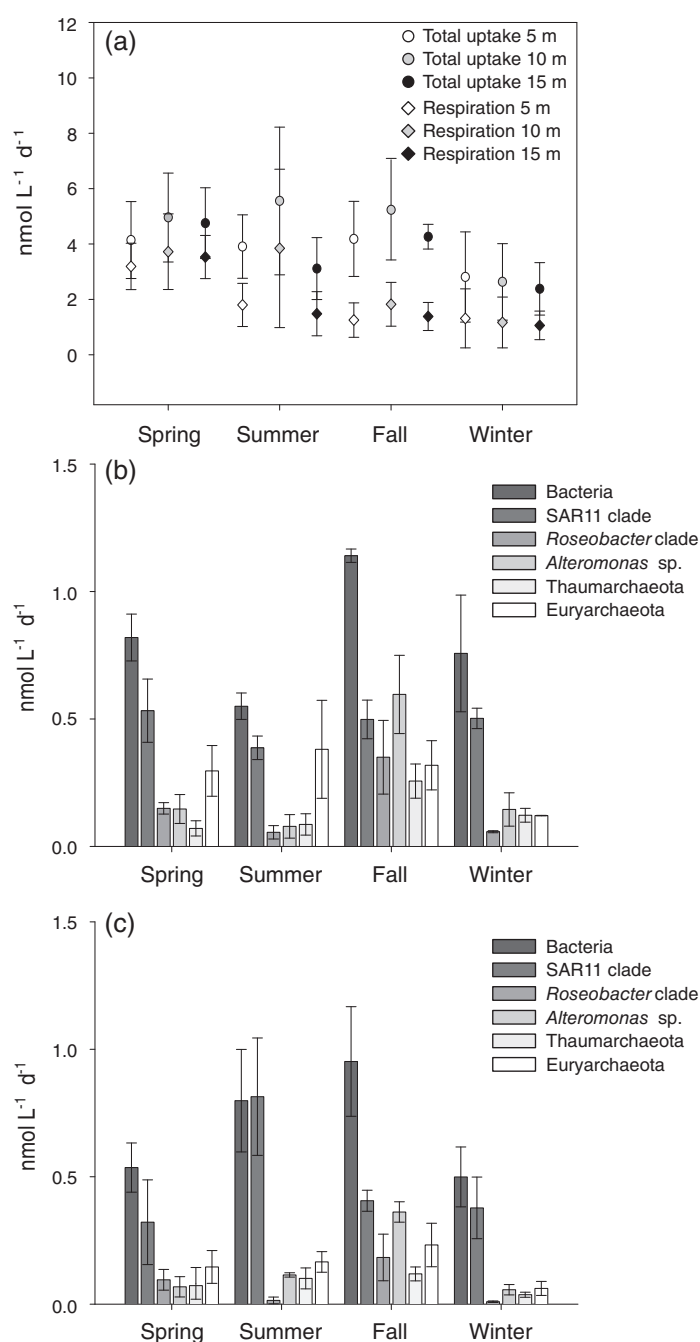 (a)
Total uptake 5 m
Total uptake 10 m
Total uptake 15 m
Respiration 5 m
Respiration 10 m
Respiration 15 m
12
10
8
6
4
2
0
nmol L⁻¹ d⁻¹
Spring Summer Fall Winter
(b)
Bacteria
SAR11 clade
Roseobacter clade
Alteromonas sp.
Thaumarchaeota
Euryarchaeota
1.5
1.0
0.5
0.0
nmol L⁻¹ d⁻¹
Spring Summer Fall Winter
(c)
Bacteria
SAR11 clade
Roseobacter clade
Alteromonas sp.
Thaumarchaeota
Euryarchaeota
1.5
1.0
0.5
0.0
nmol L⁻¹ d⁻¹
Spring Summer Fall Winter